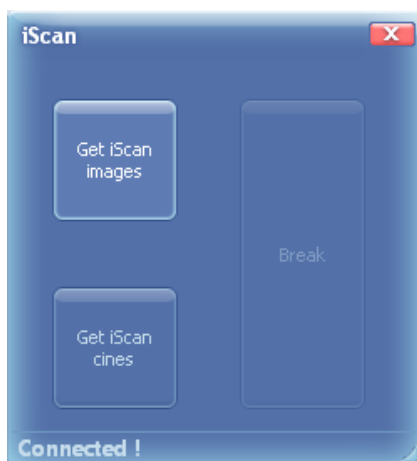 iScan
X
Get iScan
images
Break
Get iScan
cines
Connected !